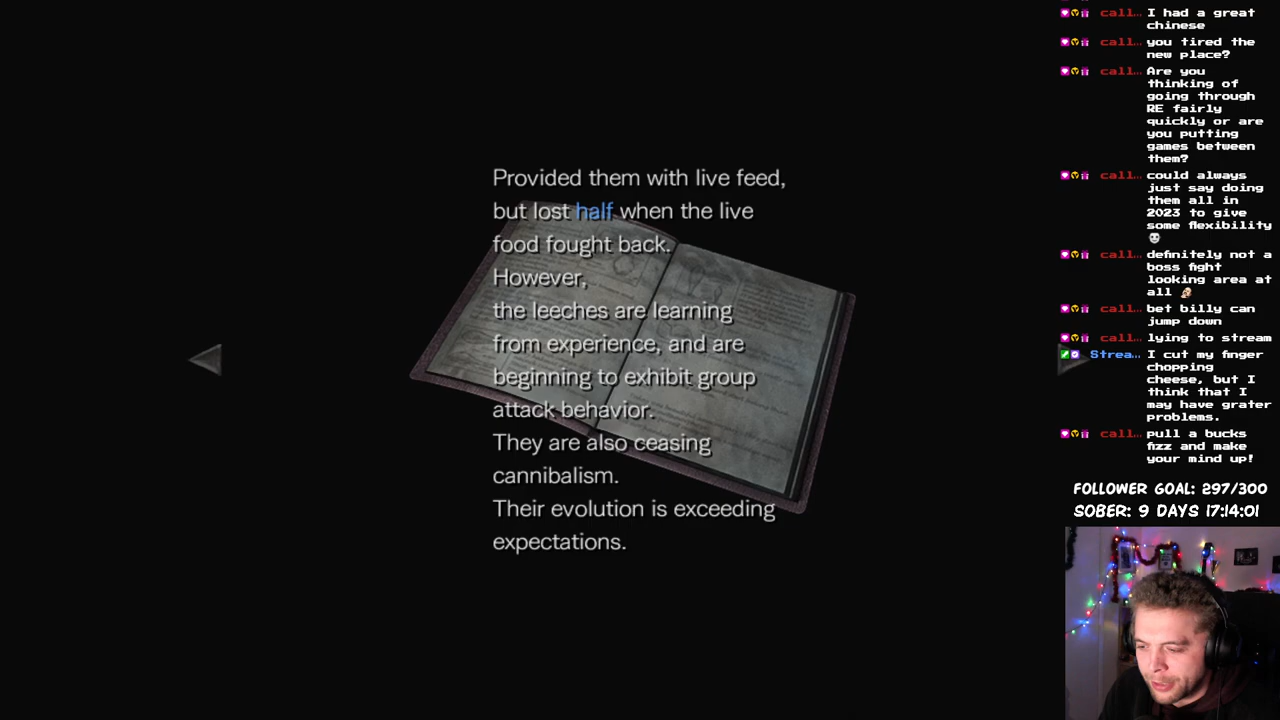 Provided them with live feed,
but lost half when the live
food fought back.
However,
the leeches are learning
from experience, and are
beginning to exhibit group
attack behavior.
They are also ceasing
cannibalism.
Their evolution is exceeding
expectations.
call... I had a great
chinese
call... you tired the
new place?
call... Are you
thinking of
going through
RE fairly
quickly or are
you putting
games between
them?
call... could always
just say doing
them all in
2023 to give
some flexibility
call... definitely not a
boss fight
looking area at
all
call... bet billy can
jump down
call... lying to stream
Strea... I cut my finger
chopping
cheese, but I
think that I
may have grater
problems.
call... pull a bucks
fizz and make
your mind up!
FOLLOWER GOAL: 297/300
SOBER: 9 DAYS 17:14:01